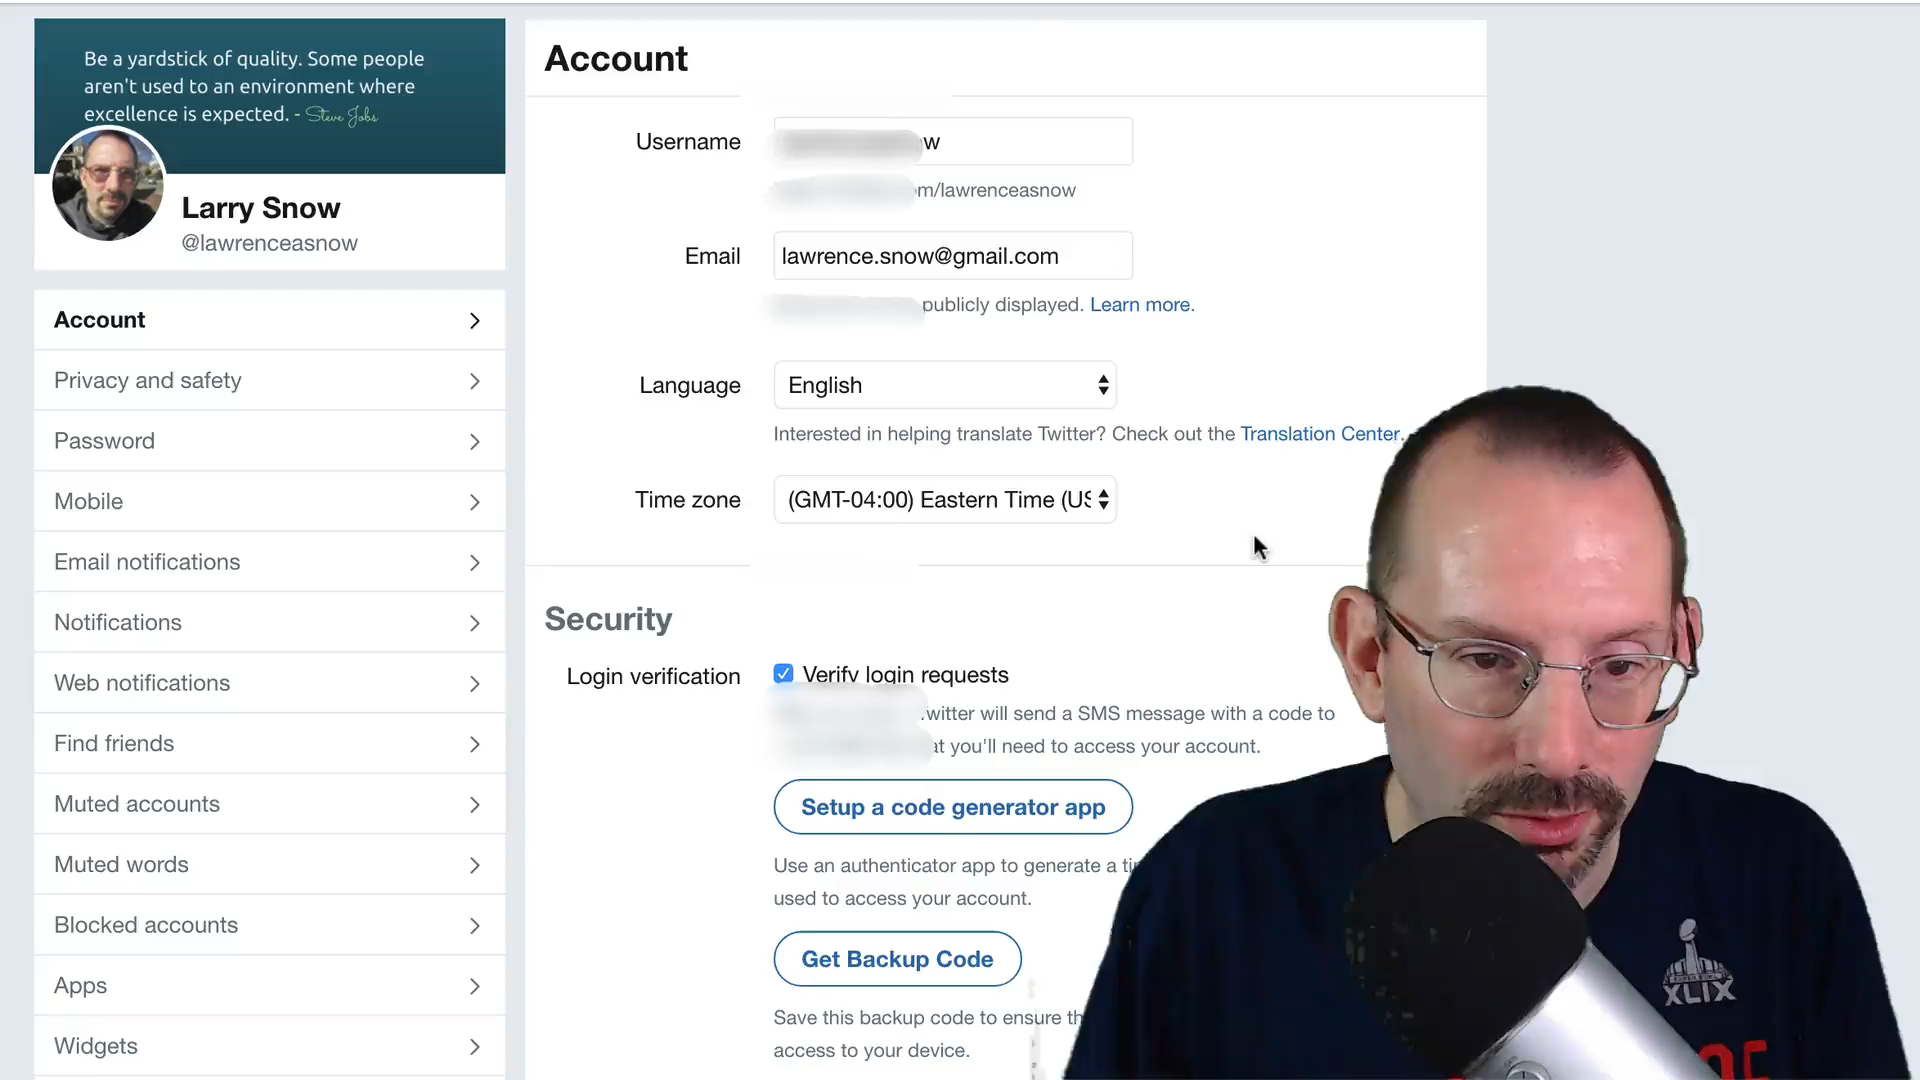 Be a yardstick of quality. Some people
aren't used to an environment where
excellence is expected. - Steve Jobs
Larry Snow
@lawrenceasnow
Account
Privacy and safety
Password
Mobile
Email notifications
Notifications
Web notifications
Find friends
Muted accounts
Muted words
Blocked accounts
Apps
Widgets
Account
Username
w
m/lawrenceasnow
Email
lawrence.snow@gmail.com
publicly displayed. Learn more.
Language
English
Interested in helping translate Twitter? Check out the Translation Center.
Time zone
(GMT-04:00) Eastern Time (US
Security
Login verification
Verify login requests
witter will send a SMS message with a code to
at you'll need to access your account.
Setup a code generator app
Use an authenticator app to generate a
used to access your account.
Get Backup Code
Save this backup code to ensure
access to your device.
XLIX